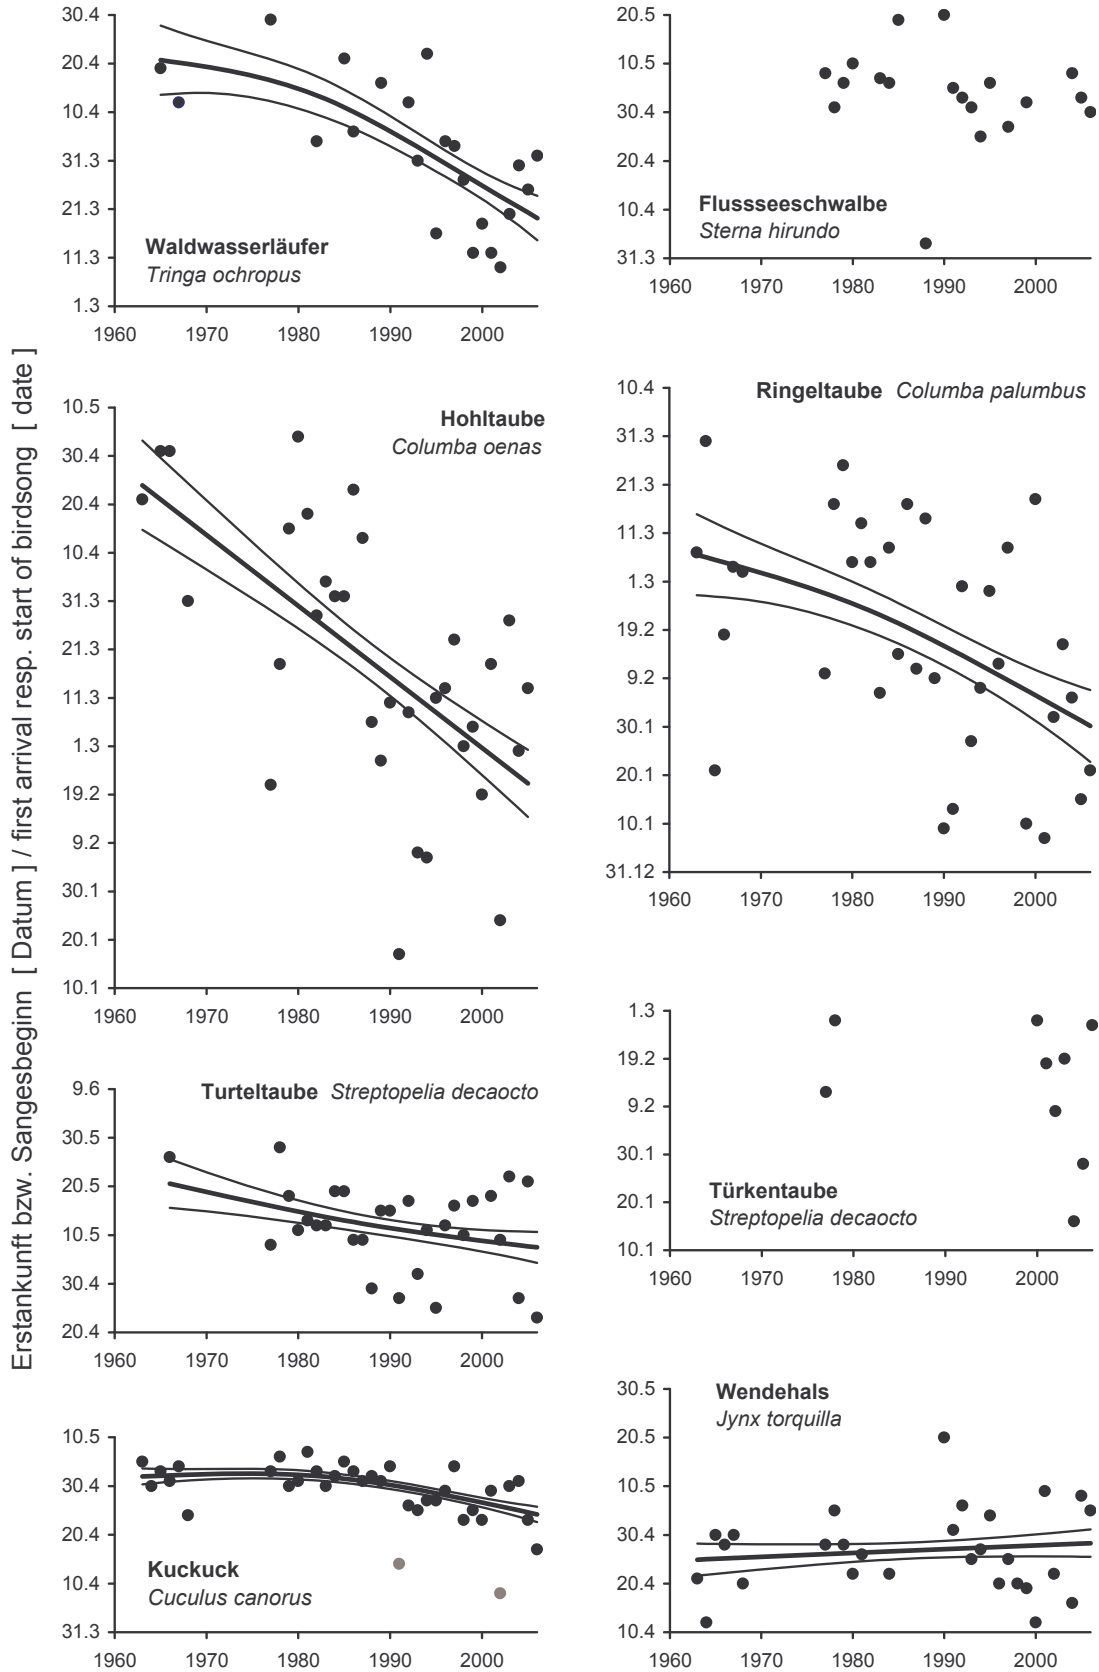 Erstankunft bzw. Sangesbeginn [ Datum ] / first arrival resp. start of birdsong [ date ]
30.4
20.4
10.4
31.3
21.3
11.3
1.3
Waldwasserläufer
Tringa ochropus
1960 1970 1980 1990 2000
20.5
10.5
30.4
20.4
10.4
31.3
Flussseeschwalbe
Sterna hirundo
1960 1970 1980 1990 2000
Hohltaube
Columba oenas
10.5
30.4
20.4
10.4
31.3
21.3
11.3
1.3
19.2
9.2
30.1
20.1
10.1
1960 1970 1980 1990 2000
Ringeltaube Columba palumbus
10.4
31.3
21.3
11.3
1.3
19.2
9.2
30.1
20.1
10.1
31.12
1960 1970 1980 1990 2000
Turteltaube Streptopelia decaocto
9.6
30.5
20.5
10.5
30.4
20.4
1960 1970 1980 1990 2000
1.3
19.2
9.2
30.1
20.1
10.1
Türkentaube
Streptopelia decaocto
1960 1970 1980 1990 2000
10.5
30.4
20.4
10.4
31.3
Kuckuck
Cuculus canorus
1960 1970 1980 1990 2000
Wendehals
Jynx torquilla
30.5
20.5
10.5
30.4
20.4
10.4
1960 1970 1980 1990 2000